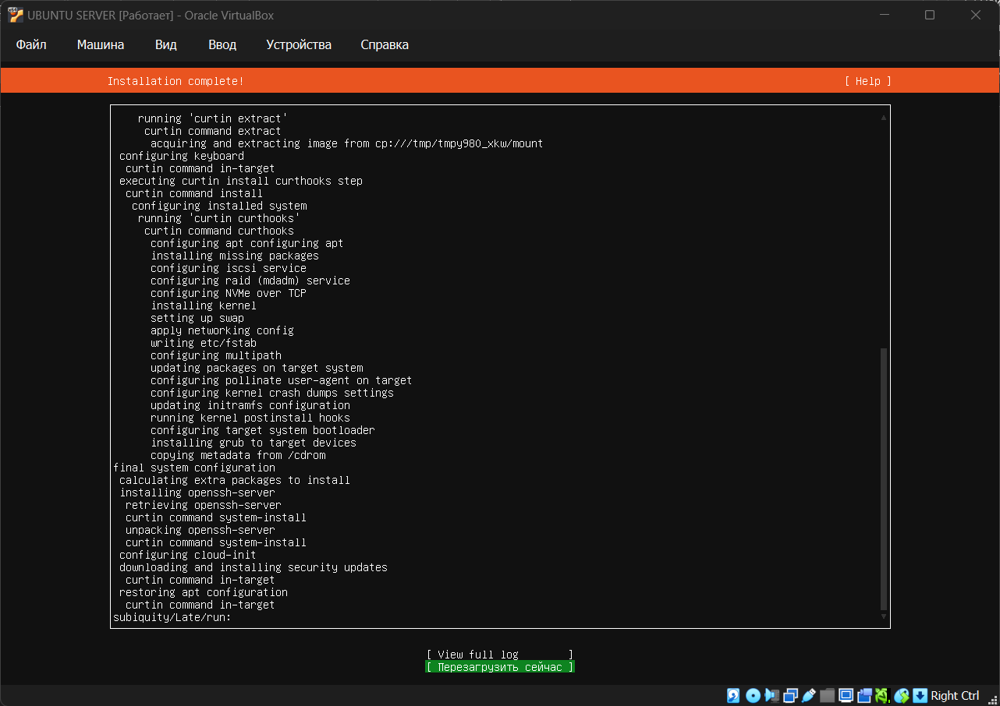 UBUNTU SERVER [Работает] - Oracle VirtualBox
Файл Машина Вид Ввод Устройства Справка
Installation complete! [ Help ]
running 'curtin extract'
curtin command extract
acquiring and extracting image from cp:///tmp/tmpy980_xkw/mount
configuring keyboard
curtin command in-target
executing curtin install curthooks step
curtin command install
configuring installed system
running 'curtin curthooks'
curtin command curthooks
configuring apt configuring apt
installing missing packages
configuring iscsi service
configuring raid (mdadm) service
configuring NVMe over TCP
installing kernel
setting up swap
apply networking config
writing etc/fstab
configuring multipath
updating packages on target system
configuring pollinate user-agent on target
configuring kernel crash dumps settings
updating initramfs configuration
running kernel postinstall hooks
configuring target system bootloader
installing grub to target devices
copying metadata from /cdrom
final system configuration
calculating extra packages to install
installing openssh-server
retrieving openssh-server
curtin command system-install
unpacking openssh-server
curtin command system-install
configuring cloud-init
downloading and installing security updates
curtin command in-target
restoring apt configuration
curtin command in-target
subiquity/Late/run:
[ View full log ]
[ Перезагрузить сейчас ]
Right Ctrl